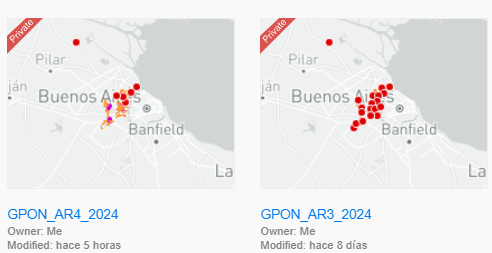 Private
Pilar
ján
Buenos Aires
Banfield
La
GPON_AR4_2024
Owner: Me
Modified: hace 5 horas
Private
Pilar
ján
Buenos Aires
Banfield
La
GPON_AR3_2024
Owner: Me
Modified: hace 8 días